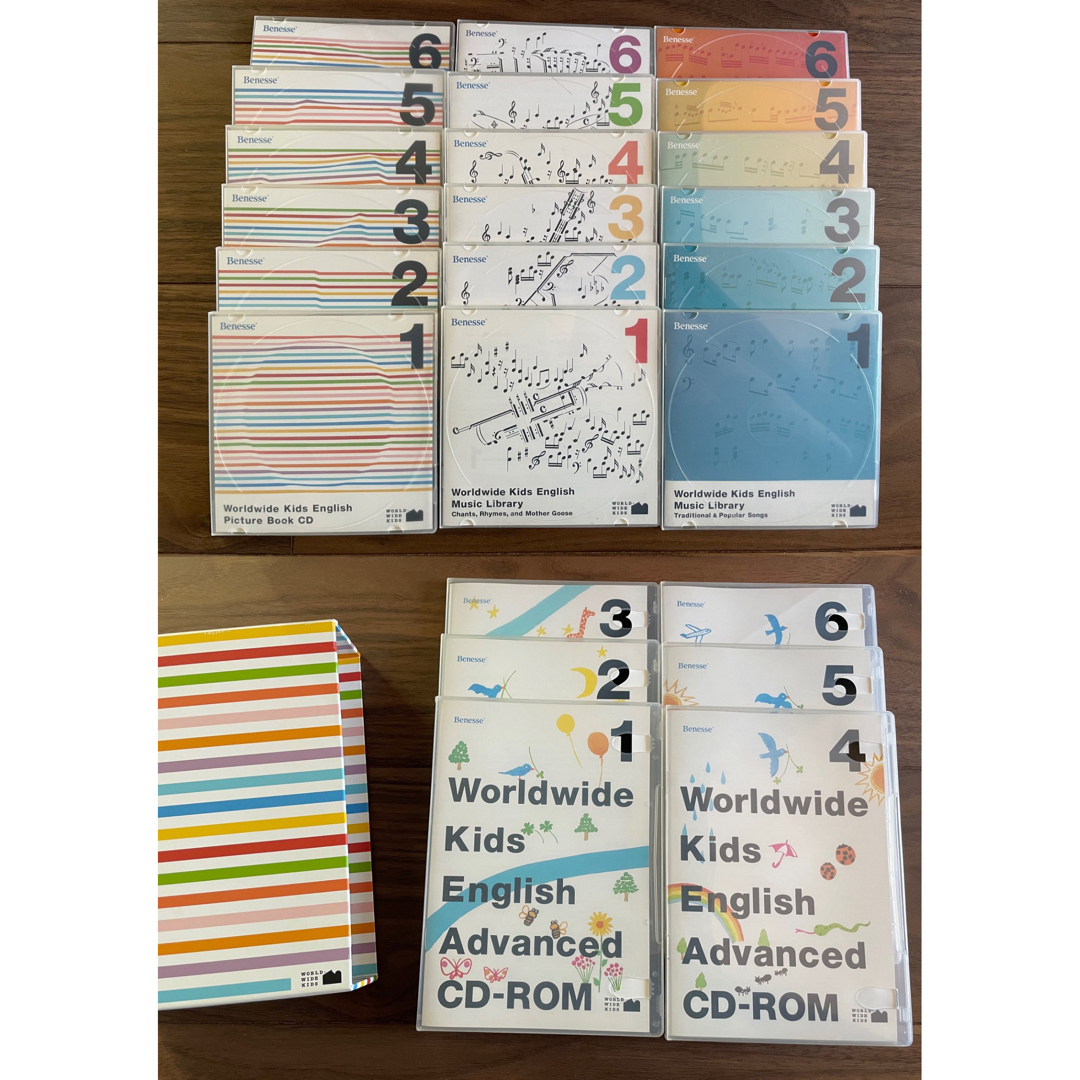 Benesse
6
Benesse
5
Benesse
4
Benesse
3
Benesse
2
Benesse
1
Worldwide Kids English
Picture Book CD
WORLD
WIDE
KIDS
Benesse
6
Benesse
5
Benesse
4
Benesse
3
Benesse
2
Benesse
1
Worldwide Kids English
Music Library
Chants, Rhymes, and Mother Goose
WORLD
WIDE
KIDS
Benesse
6
Benesse
5
Benesse
4
Benesse
3
Benesse
2
Benesse
1
Worldwide Kids English
Music Library
Traditional & Popular Songs
WORLD
WIDE
KIDS
WORLD
WIDE
KIDS
Benesse
3
Benesse
2
Benesse
1
Worldwide
Kids
English
Advanced
CD-ROM
WORLD
WIDE
KIDS
Benesse
6
Benesse
5
Benesse
4
Worldwide
Kids
English
Advanced
CD-ROM
WORLD
WIDE
KIDS